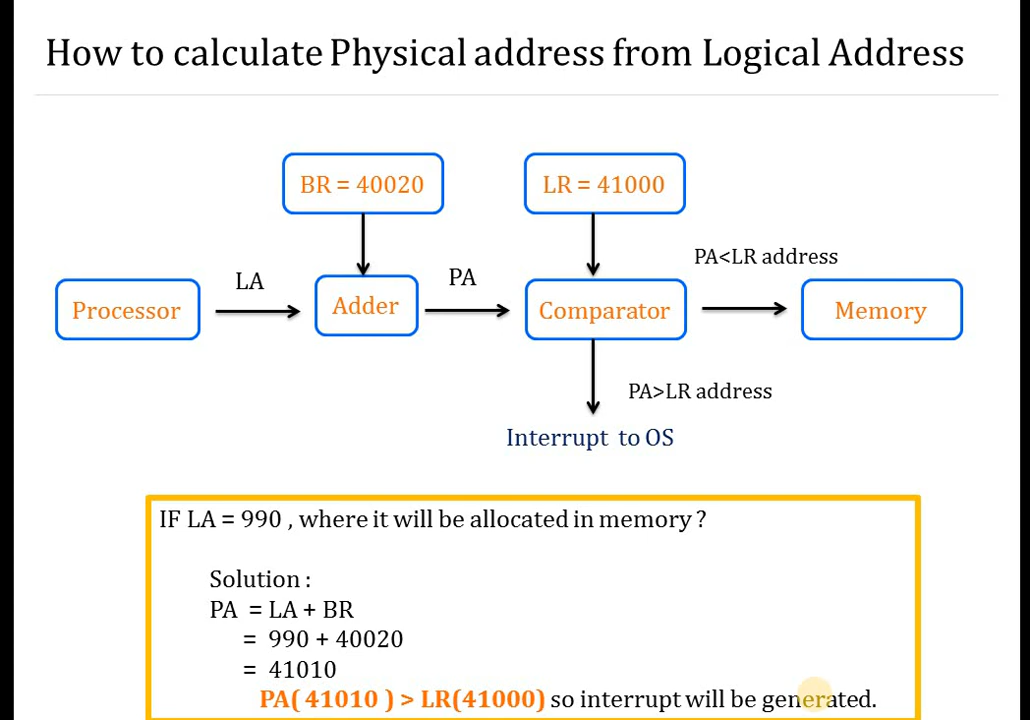 How to calculate Physical address from Logical Address
BR = 40020
LR = 41000
PA<LR address
LA
PA
Processor
Adder
Comparator
Memory
PA>LR address
Interrupt to OS
IF LA = 990 , where it will be allocated in memory ?
Solution :
PA = LA + BR
= 990 + 40020
= 41010
PA( 41010 ) > LR(41000) so interrupt will be generated.